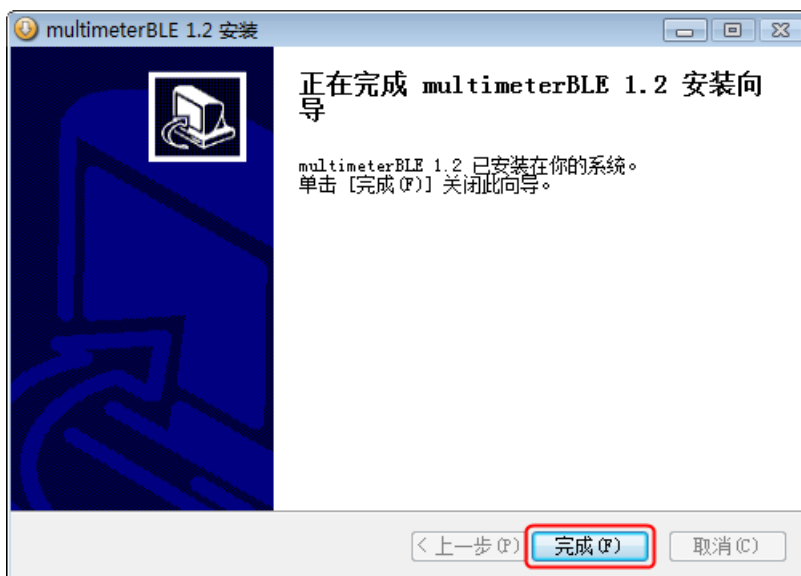 multimeterBLE 1.2 安装
正在完成 multimeterBLE 1.2 安装向
导
multimeterBLE 1.2 已安装在你的系统。
单击 [完成(F)] 关闭此向导。
< 上一步(P)
完成(F)
取消(C)